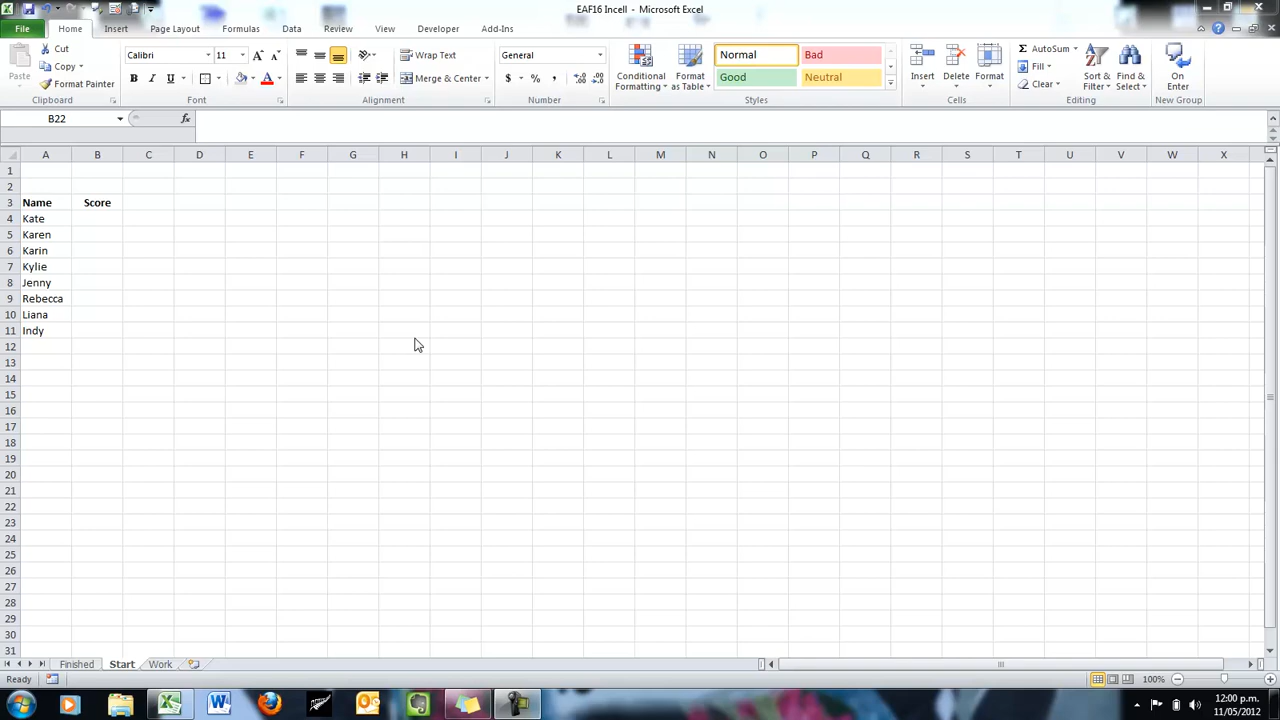 EAF16 Incell - Microsoft Excel
File Home Insert Page Layout Formulas Data Review View Developer Add-Ins
Paste Cut Copy Format Painter Clipboard
Calibri 11 Font
Wrap Text Merge & Center Alignment
General Number
Conditional Formatting Format as Table Normal Bad Good Neutral Styles
Insert Delete Format Cells
AutoSum Fill Clear Sort & Filter Find & Select Editing
On Enter New Group
B22 fx
A B C D E F G H I J K L M N O P Q R S T U V W X
1
2
3 Name Score
4 Kate
5 Karen
6 Karin
7 Kylie
8 Jenny
9 Rebecca
10 Liana
11 Indy
12
13
14
15
16
17
18
19
20
21
22
23
24
25
26
27
28
29
30
31
Finished Start Work
Ready 100%
12:00 p.m.
11/05/2012